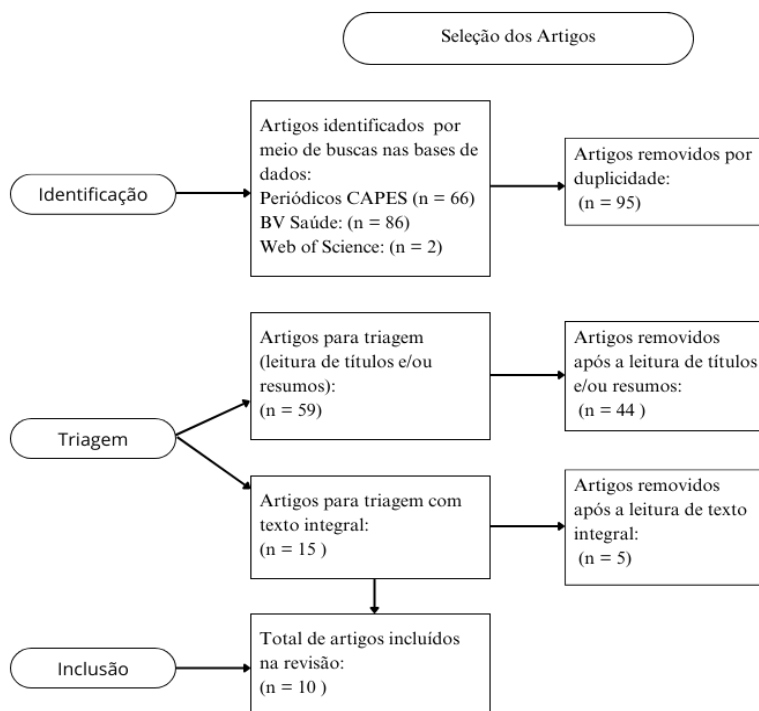 Seleção dos Artigos
Identificação
Artigos identificados por
meio de buscas nas bases de
dados:
Periódicos CAPES (n = 66)
BV Saúde: (n = 86)
Web of Science: (n = 2)
Artigos removidos por
duplicidade:
(n = 95)
Triagem
Artigos para triagem
(leitura de títulos e/ou
resumos):
(n = 59)
Artigos removidos
após a leitura de títulos
e/ou resumos:
(n = 44 )
Artigos para triagem com
texto integral:
(n = 15 )
Artigos removidos
após a leitura de texto
integral:
(n = 5)
Inclusão
Total de artigos incluídos
na revisão:
(n = 10 )